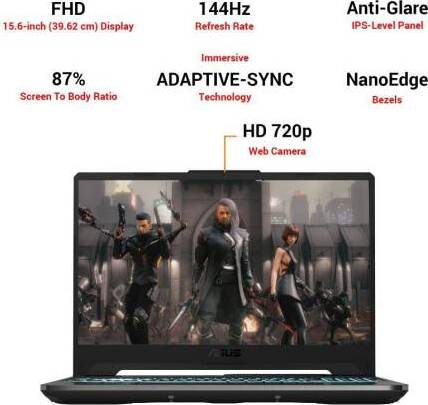 FHD
15.6-inch (39.62 cm) Display
144Hz
Refresh Rate
Anti-Glare
IPS-Level Panel
87%
Screen To Body Ratio
Immersive
ADAPTIVE-SYNC
Technology
NanoEdge
Bezels
HD 720p
Web Camera
ASUS